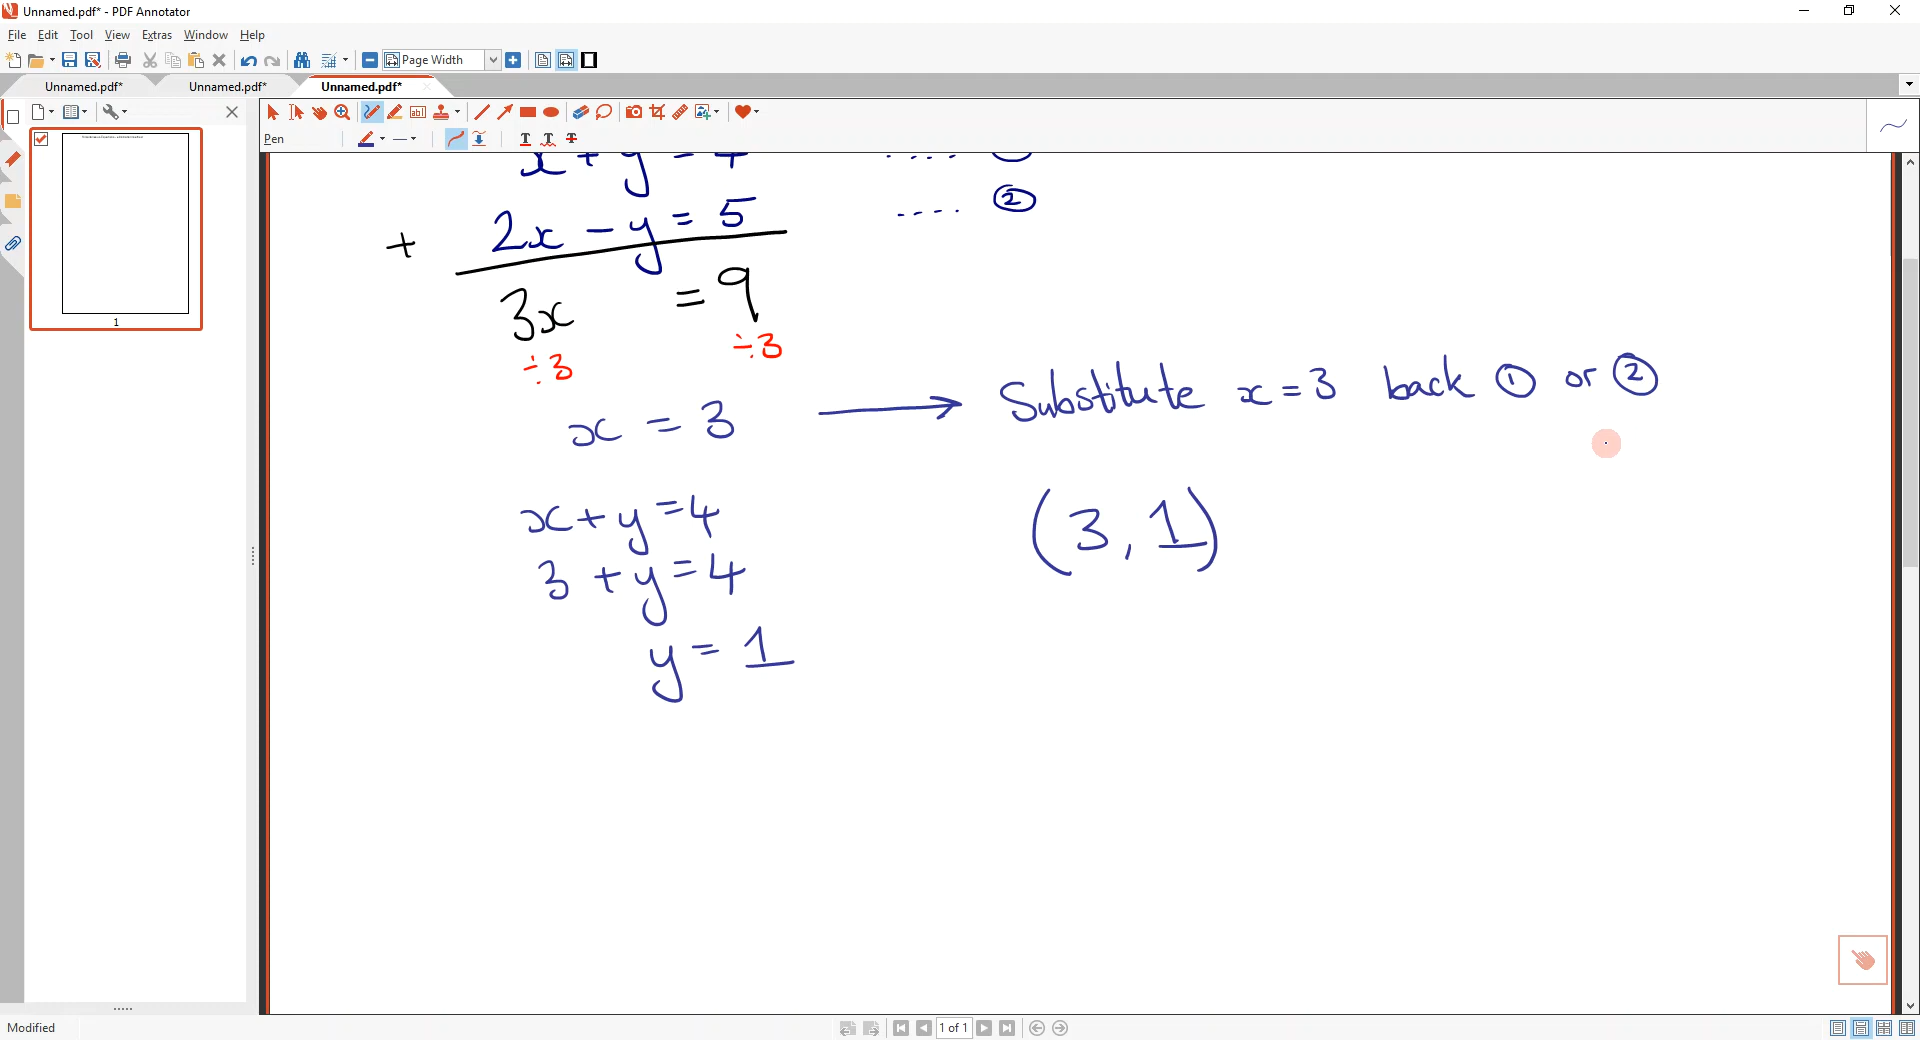 Unnamed.pdf* - PDF Annotator
File Edit Tool View Extras Window Help
Page Width
Unnamed.pdf* Unnamed.pdf* Unnamed.pdf*
Pen
1
x + y = 4 .... ①
2x - y = 5 .... ②
+
3x = 9
÷3 ÷3
x = 3 → Substitute x = 3 back ① or ②
x + y = 4
(3, 1)
3 + y = 4
y = 1
Modified
1 of 1